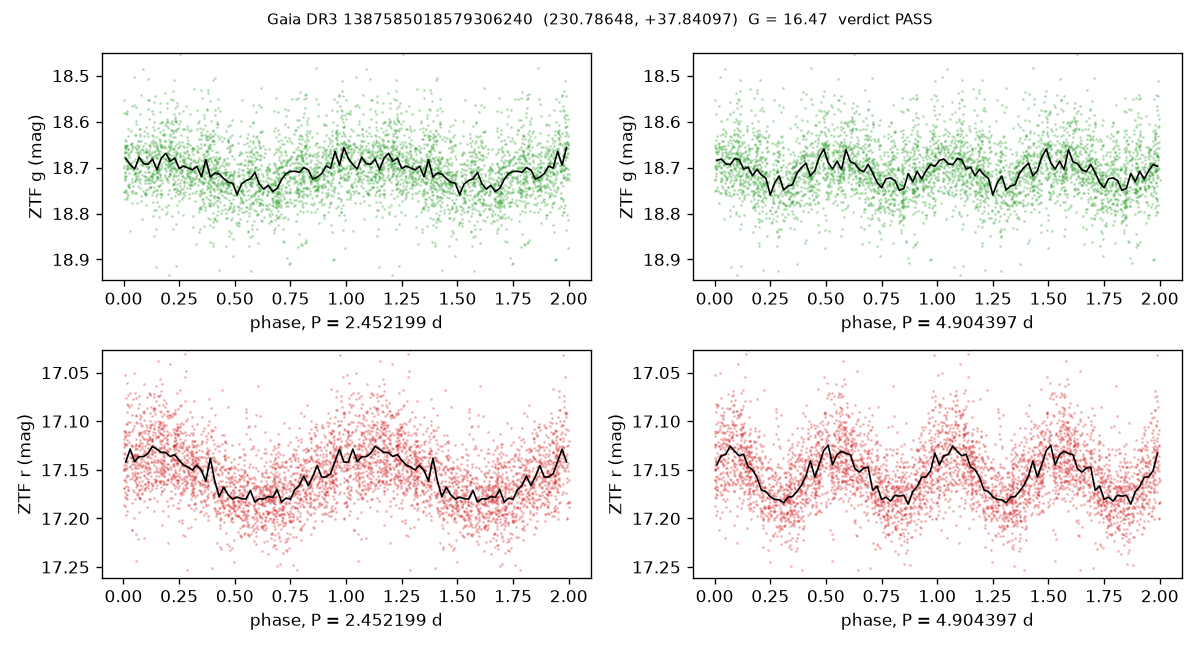 Gaia DR3 1387585018579306240 (230.78648, +37.84097) G = 16.47 verdict PASS
ZTF g (mag)
18.5
18.6
18.7
18.8
18.9
0.00 0.25 0.50 0.75 1.00 1.25 1.50 1.75 2.00
phase, P = 2.452199 d
ZTF g (mag)
18.5
18.6
18.7
18.8
18.9
0.00 0.25 0.50 0.75 1.00 1.25 1.50 1.75 2.00
phase, P = 4.904397 d
ZTF r (mag)
17.05
17.10
17.15
17.20
17.25
0.00 0.25 0.50 0.75 1.00 1.25 1.50 1.75 2.00
phase, P = 2.452199 d
ZTF r (mag)
17.05
17.10
17.15
17.20
17.25
0.00 0.25 0.50 0.75 1.00 1.25 1.50 1.75 2.00
phase, P = 4.904397 d